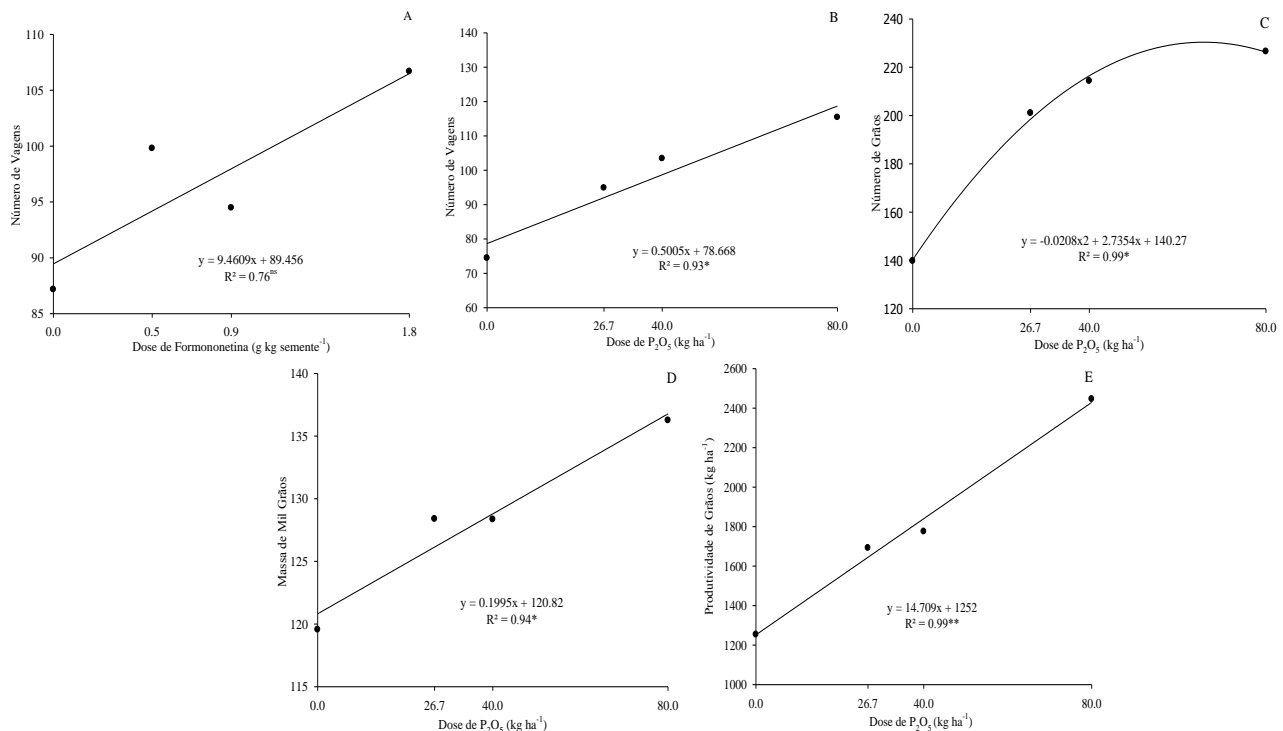 A
Número de Vagens
110
105
100
95
90
85
y = 9.4609x + 89.456
R² = 0.76ⁿˢ
0.0 0.5 0.9 1.8
Dose de Formononetina (g kg semente⁻¹)
B
Número de Vagens
140
130
120
110
100
90
80
70
60
y = 0.5005x + 78.668
R² = 0.93*
0.0 26.7 40.0 80.0
Dose de P₂O₅ (kg ha⁻¹)
C
Número de Grãos
220
200
180
160
140
120
y = -0.0208x2 + 2.7354x + 140.27
R² = 0.99*
0.0 26.7 40.0 80.0
Dose de P₂O₅ (kg ha⁻¹)
D
Massa de Mil Grãos
140
135
130
125
120
115
y = 0.1995x + 120.82
R² = 0.94*
0.0 26.7 40.0 80.0
Dose de P₂O₅ (kg ha⁻¹)
E
Produtividade de Grãos (kg ha⁻¹)
2600
2400
2200
2000
1800
1600
1400
1200
1000
y = 14.709x + 1252
R² = 0.99**
0.0 26.7 40.0 80.0
Dose de P₂O₅ (kg ha⁻¹)